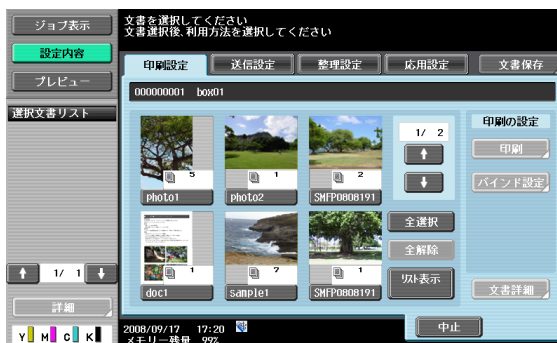 ジョブ表示
設定内容
プレビュー
選択文書リスト
1/ 1
詳細
Y M C K
文書を選択してください
文書選択後、利用方法を選択してください
印刷設定 送信設定 整理設定 応用設定 文書保存
000000001 box01
5 1 2
photo1 photo2 SMFP0808191
1 7 1
doc1 sample1 SMFP0808191
1/ 2
全選択
全解除
リスト表示
印刷の設定
印刷
バインド設定
文書詳細
2008/09/17 17:20
メモリー残量 99%
中止